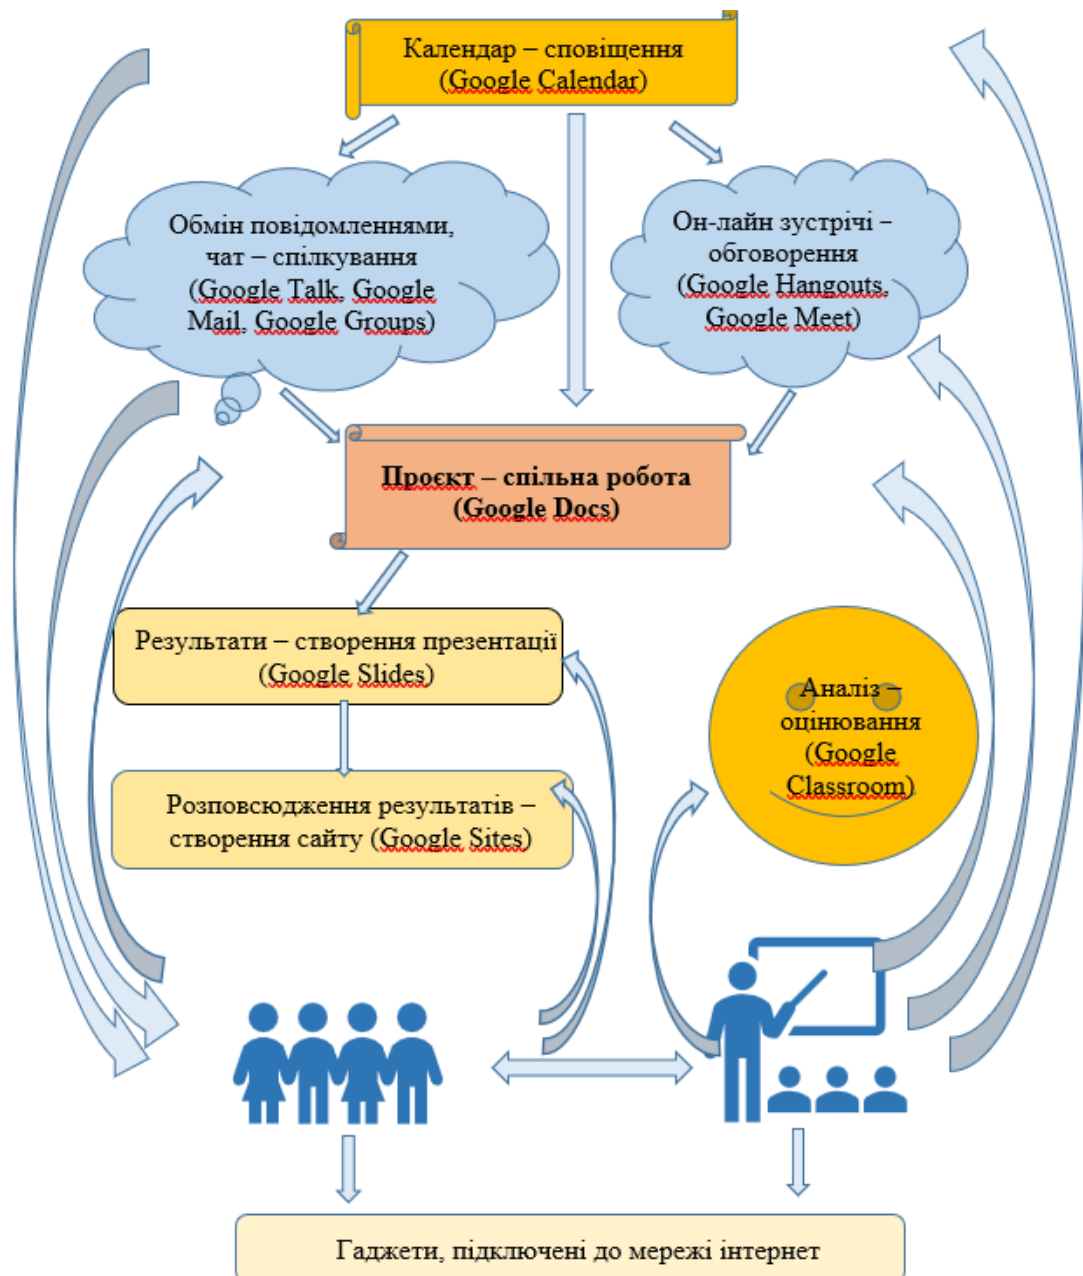 Календар – сповіщення
(Google Calendar)
Обмін повідомленнями,
чат – спілкування
(Google Talk, Google
Mail, Google Groups)
Он-лайн зустрічі –
обговорення
(Google Hangouts,
Google Meet)
Проєкт – спільна робота
(Google Docs)
Результати – створення презентації
(Google Slides)
Аналіз –
оцінювання
(Google
Classroom)
Розповсюдження результатів –
створення сайту (Google Sites)
Гаджети, підключені до мережі інтернет